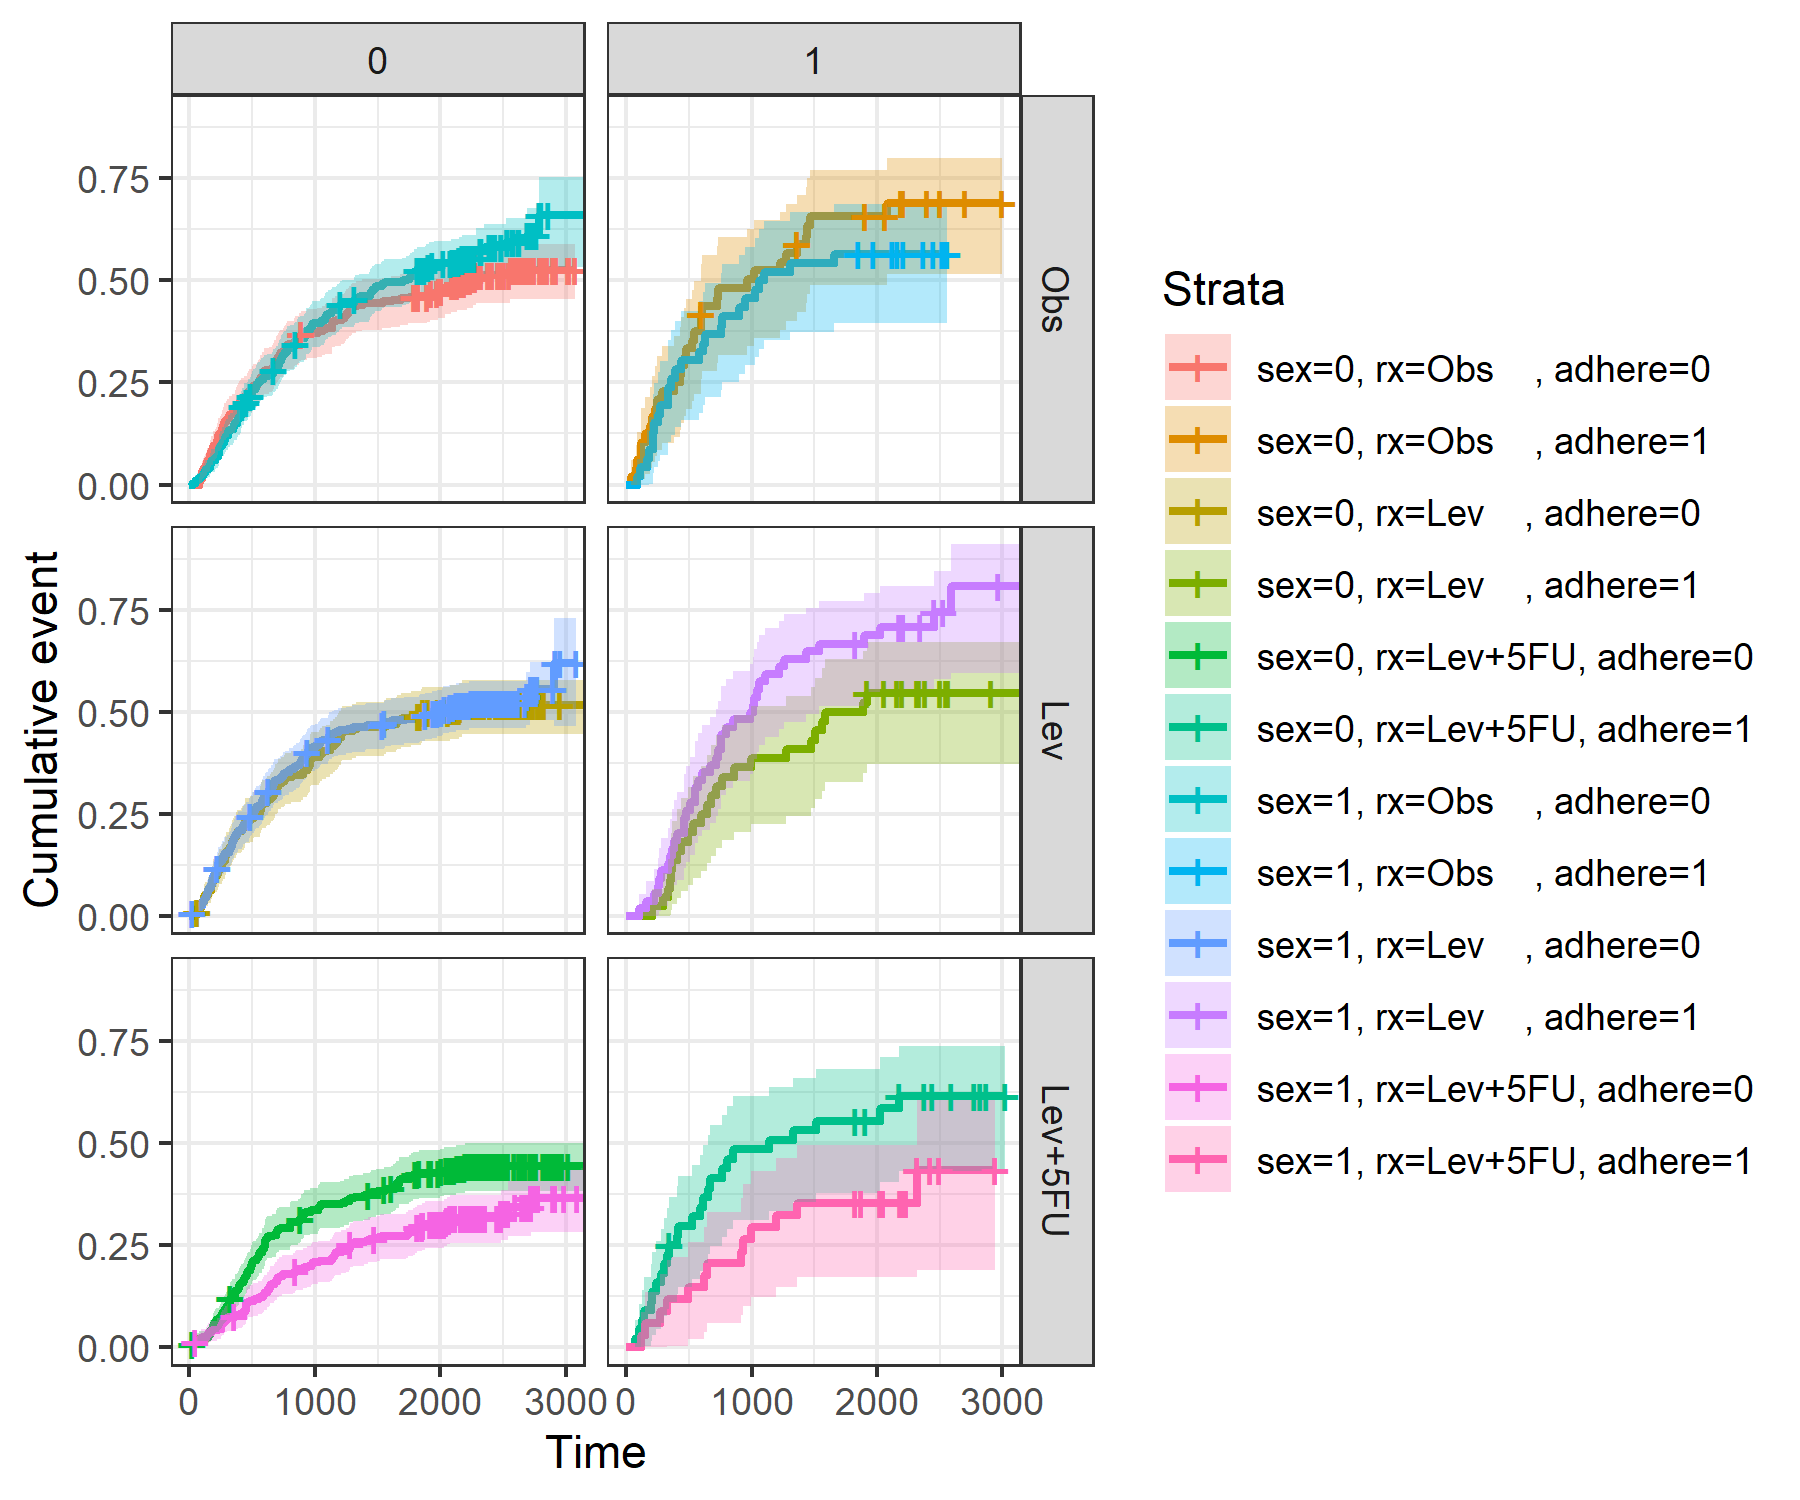 0 1
Obs
0.75
0.50
0.25
0.00
Lev
0.75
0.50
0.25
0.00
Lev+5FU
0.75
0.50
0.25
0.00
0 1000 2000 3000 0 1000 2000 3000
Time
Cumulative event
Strata
sex=0, rx=Obs    , adhere=0
sex=0, rx=Obs    , adhere=1
sex=0, rx=Lev    , adhere=0
sex=0, rx=Lev    , adhere=1
sex=0, rx=Lev+5FU, adhere=0
sex=0, rx=Lev+5FU, adhere=1
sex=1, rx=Obs    , adhere=0
sex=1, rx=Obs    , adhere=1
sex=1, rx=Lev    , adhere=0
sex=1, rx=Lev    , adhere=1
sex=1, rx=Lev+5FU, adhere=0
sex=1, rx=Lev+5FU, adhere=1